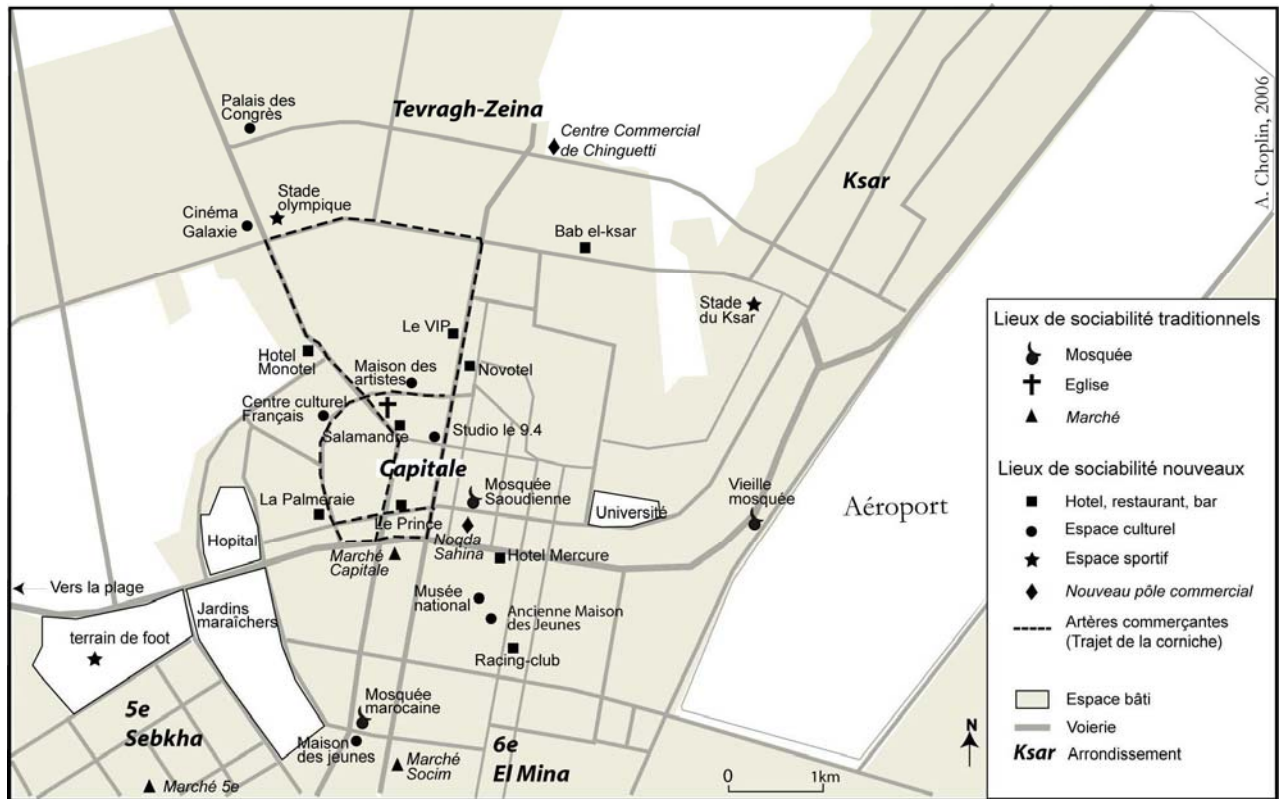 Palais des
Congrès
Tevragh-Zeina
Centre Commercial
de Chinguetti
A. Choplin, 2006
Ksar
Stade
olympique
Cinéma
Galaxie
Bab el-ksar
Stade
du Ksar
Le VIP
Hotel
Monotel
Maison des
artistes
Novotel
Centre culturel
Français
Salamandre
Studio le 9.4
Capitale
Mosquée
Saoudienne
Vieille
mosquée
La Palmeraie
Le Prince
Université
Aéroport
Hopital
Noqda
Sahina
Marché
Capitale
Hotel Mercure
Vers la plage
Musée
national
Ancienne Maison
des Jeunes
Jardins
maraîchers
terrain de foot
Racing-club
5e
Sebkha
Mosquée
marocaine
Maison
des jeunes
Marché
Socim
6e
El Mina
Marché 5e
N
0 1km
Lieux de sociabilité traditionnels
Mosquée
Eglise
Marché
Lieux de sociabilité nouveaux
Hotel, restaurant, bar
Espace culturel
Espace sportif
Nouveau pôle commercial
Artères commerçantes
(Trajet de la corniche)
Espace bâti
Voierie
Ksar Arrondissement